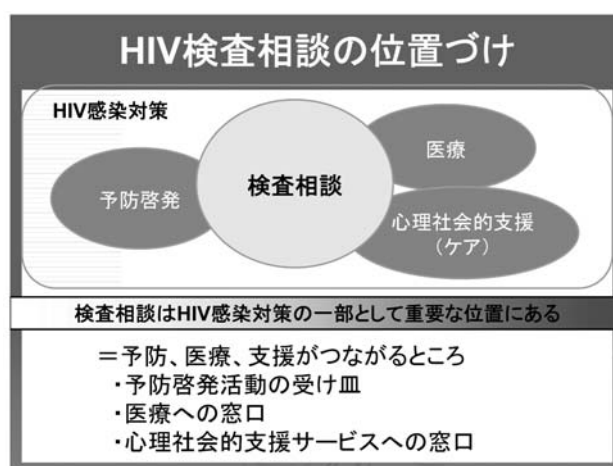 HIV検査相談の位置づけ
HIV感染対策
予防啓発
検査相談
医療
心理社会的支援
（ケア）
検査相談はHIV感染対策の一部として重要な位置にある
＝予防、医療、支援がつながるところ
・予防啓発活動の受け皿
・医療への窓口
・心理社会的支援サービスへの窓口